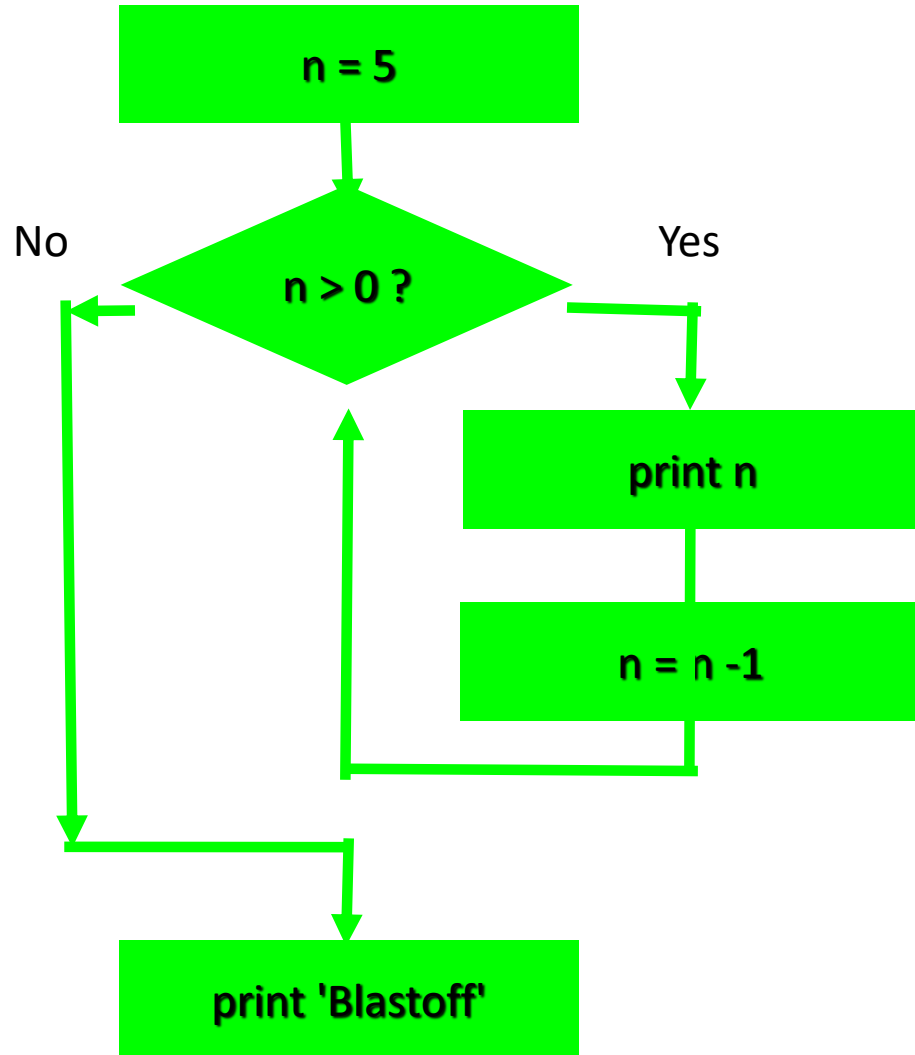 n = 5
No
Yes
n > 0 ?
print n
n = n -1
print 'Blastoff'